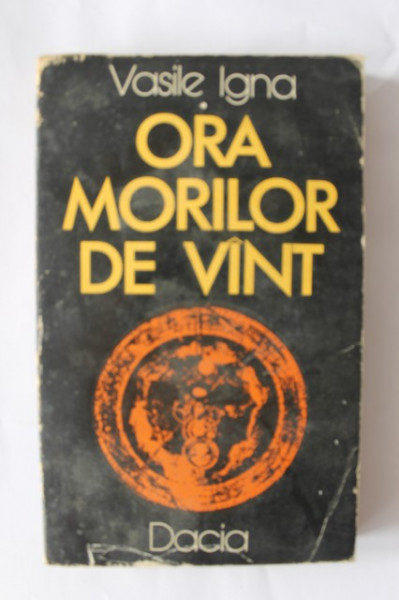 Vasile Igna
ORA
MORILOR
DE VÎNT
Dacia